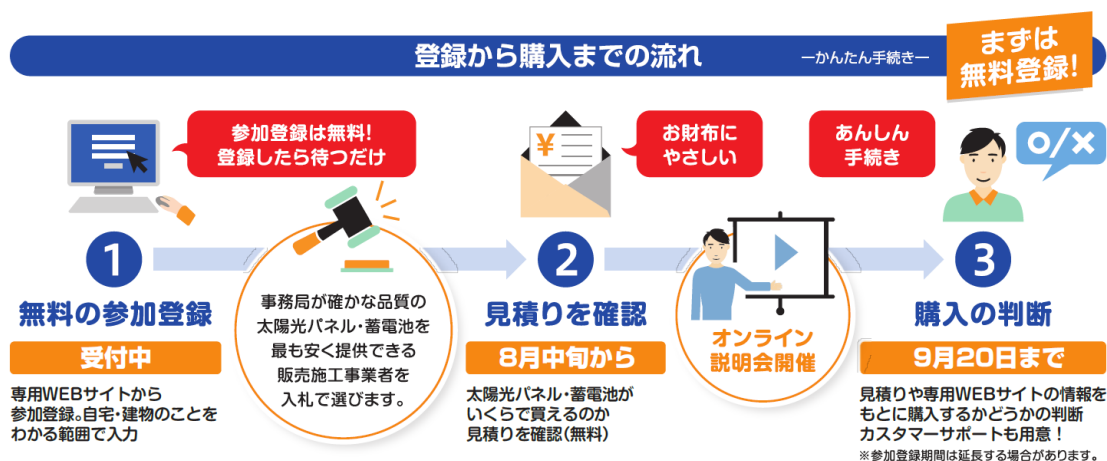 登録から購入までの流れ
―かんたん手続き―
まずは
無料登録!
参加登録は無料!
登録したら待つだけ
1
無料の参加登録
受付中
専用WEBサイトから
参加登録。自宅・建物のことを
わかる範囲で入力
事務局が確かな品質の
太陽光パネル・蓄電池を
最も安く提供できる
販売施工事業者を
入札で選びます。
¥
お財布に
やさしい
2
見積りを確認
8月中旬から
太陽光パネル・蓄電池が
いくらで買えるのか
見積りを確認(無料)
オンライン
説明会開催
あんしん
手続き
○/×
3
購入の判断
9月20日まで
見積りや専用WEBサイトの情報を
もとに購入するかどうかの判断
カスタマーサポートも用意！
※参加登録期間は延長する場合があります。